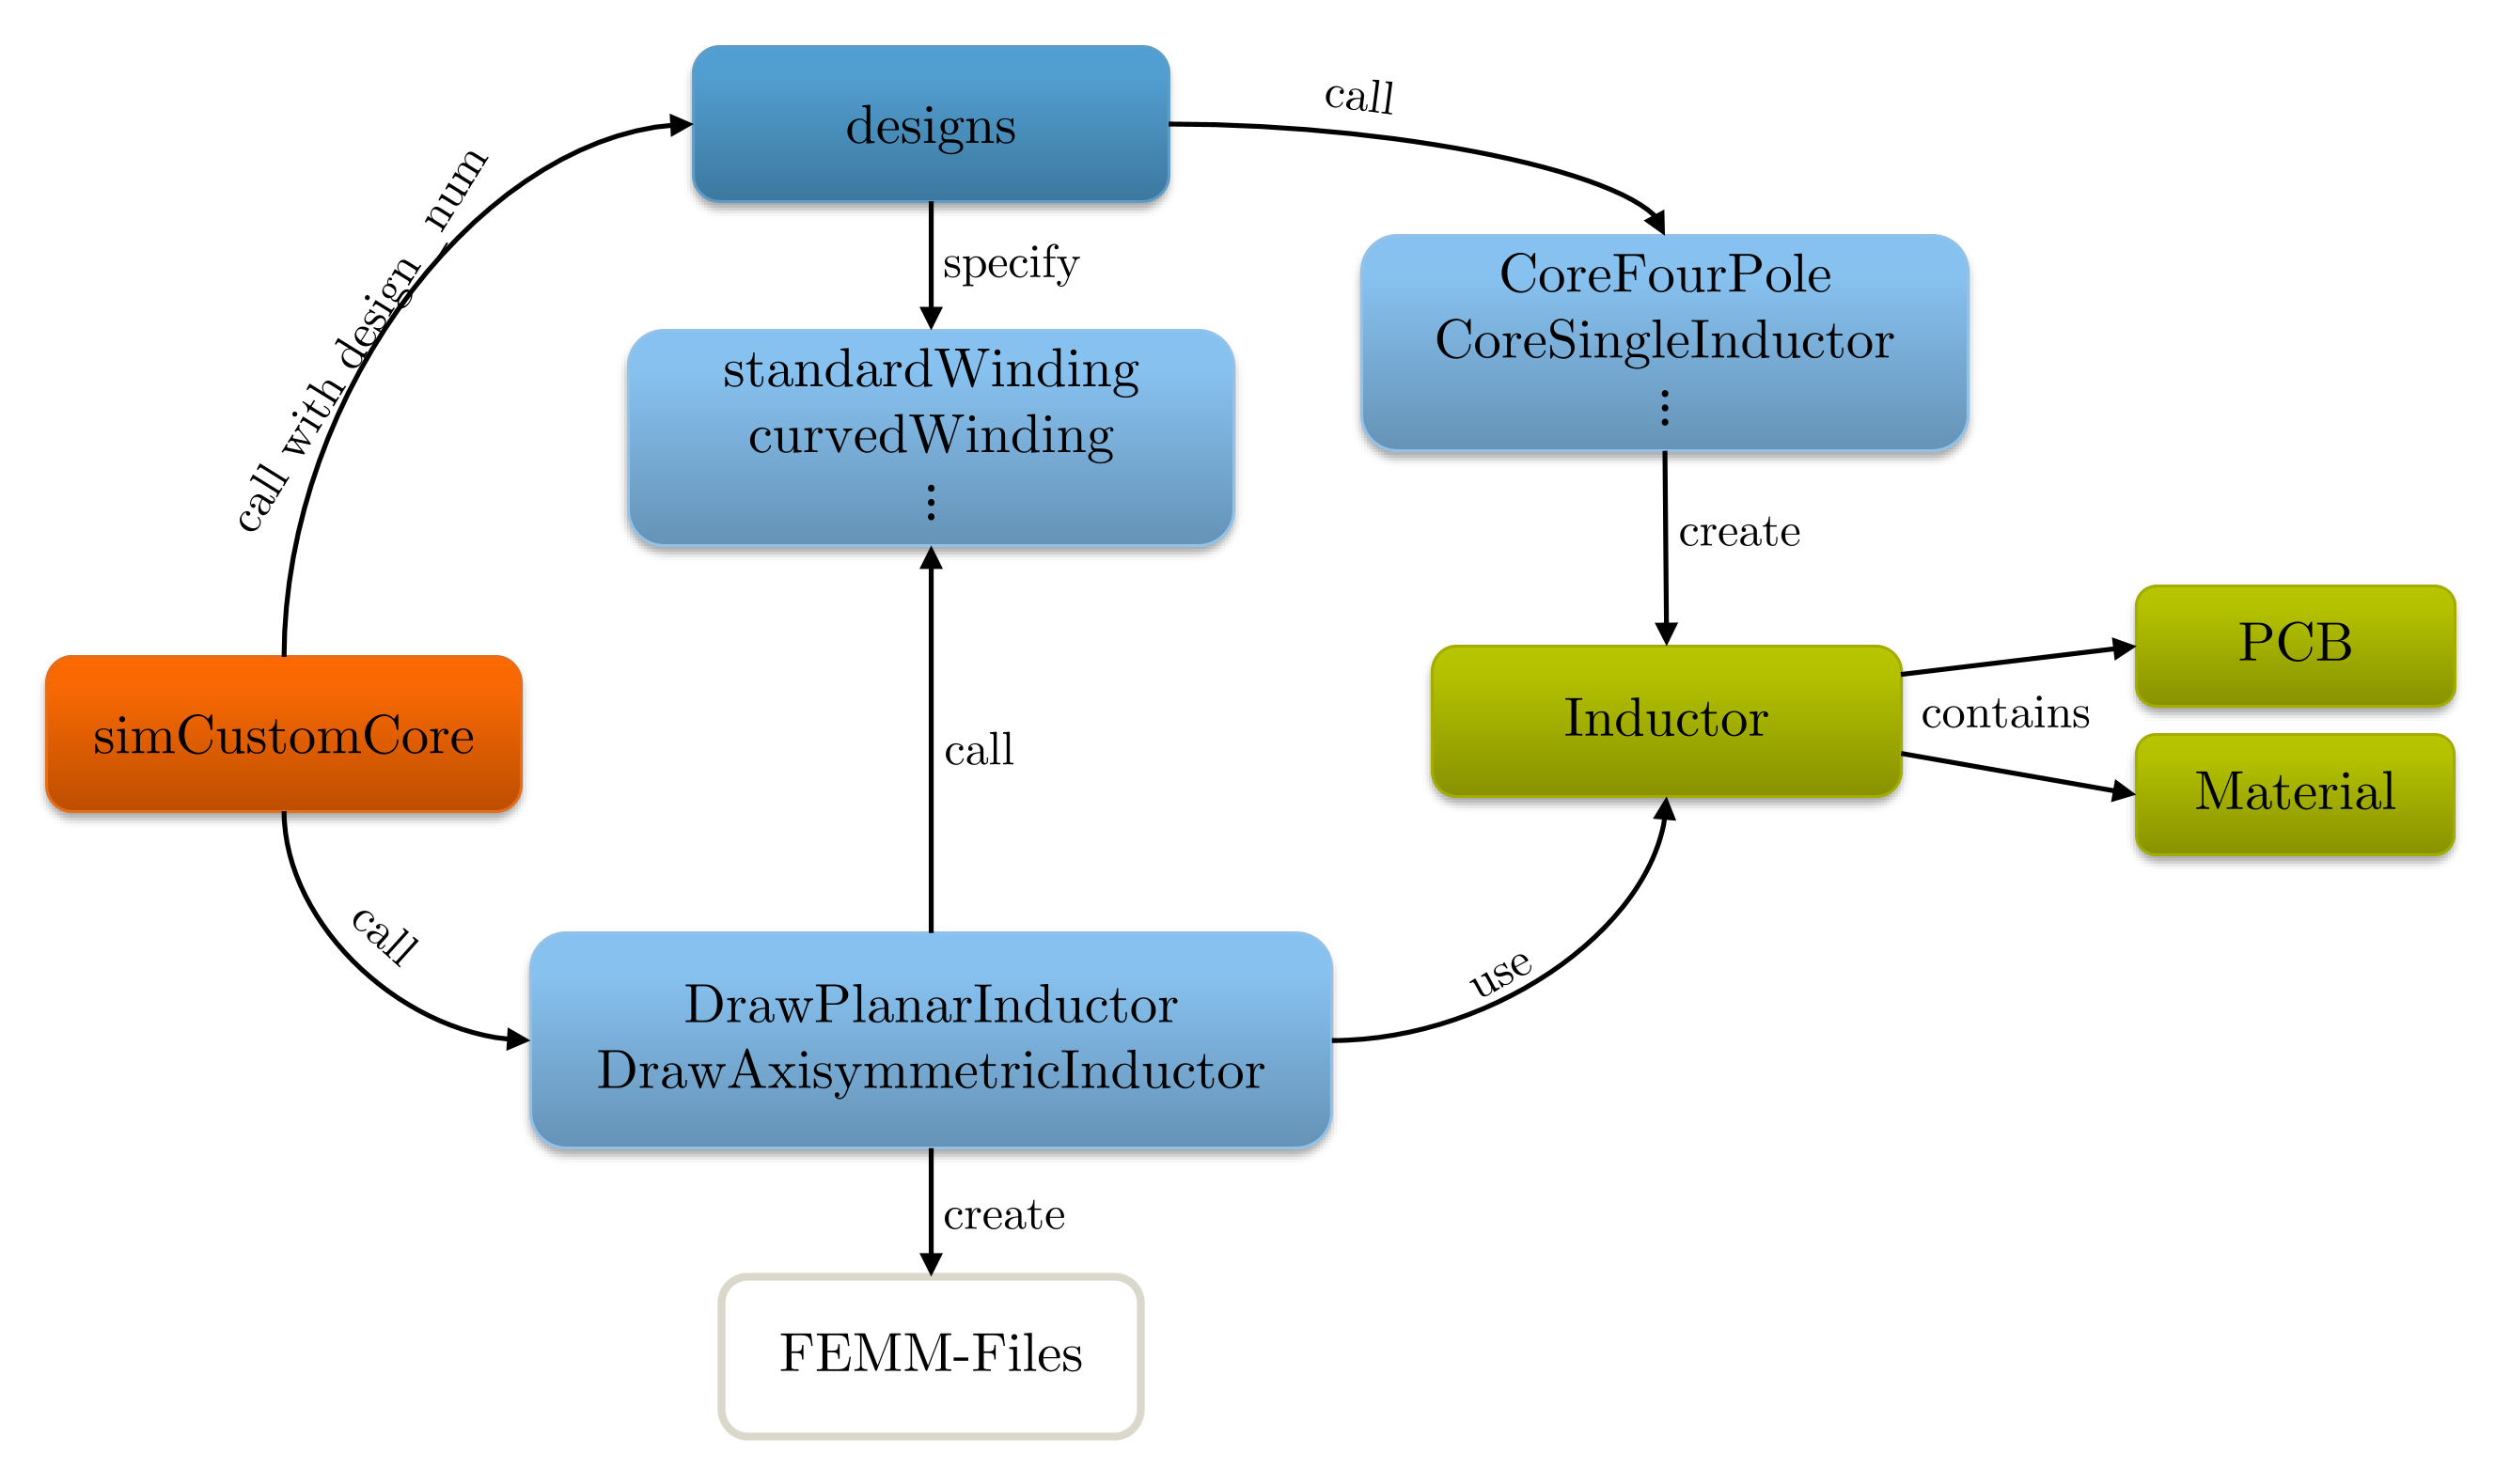 designs
call
call with design_num
specify
CoreFourPole
CoreSingleInductor
⋮
standardWinding
curvedWinding
⋮
create
PCB
simCustomCore
Inductor
contains
call
Material
call
use
DrawPlanarInductor
DrawAxisymmetricInductor
create
FEMM-Files